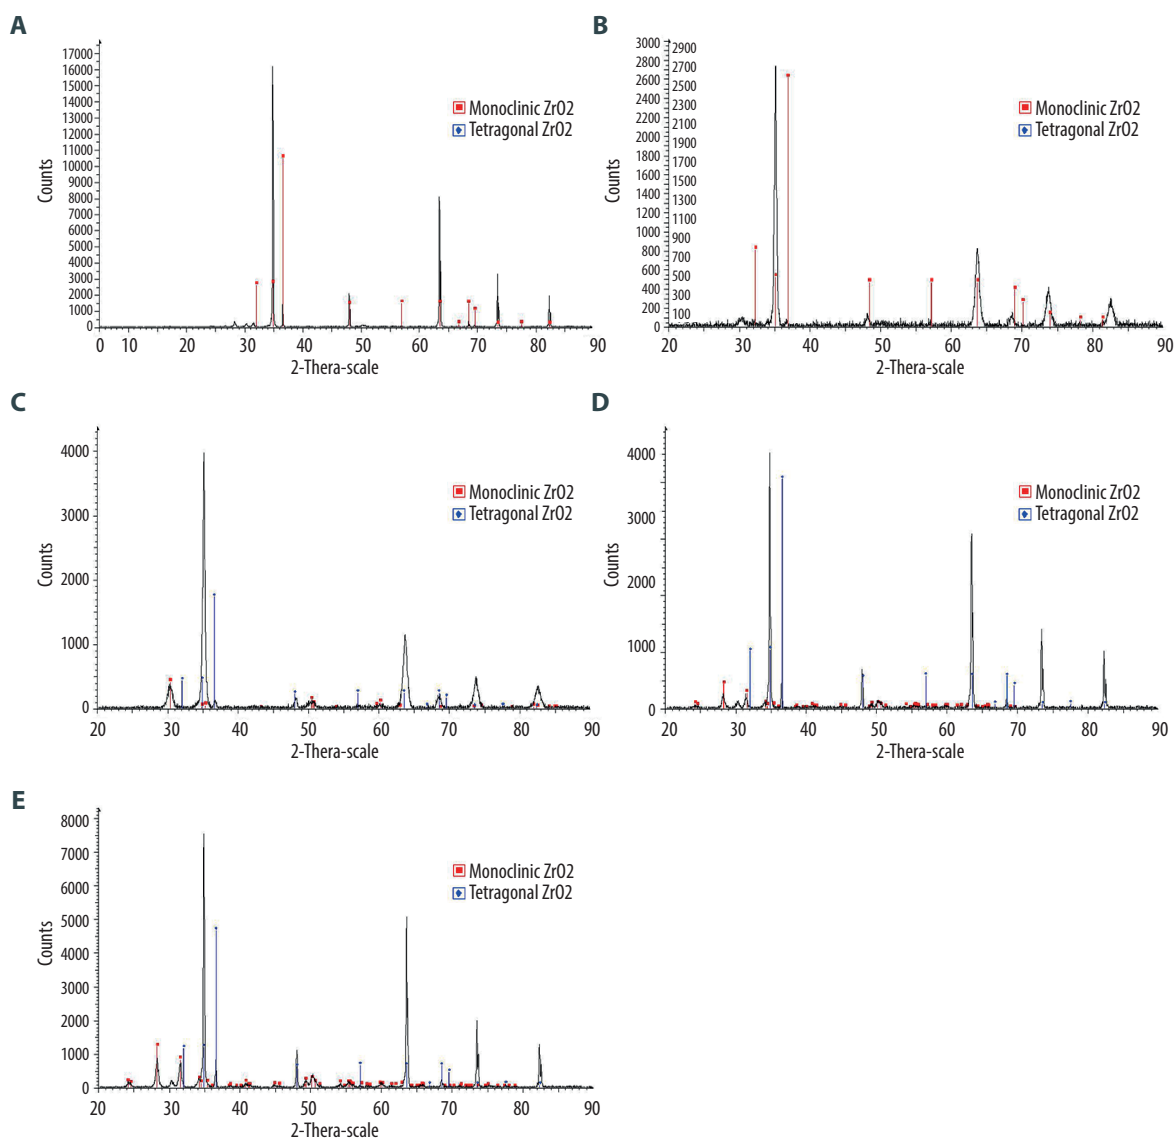 A
Counts
17000
16000
15000
14000
13000
12000
11000
10000
9000
8000
7000
6000
5000
4000
3000
2000
1000
0
Monoclinic ZrO2
Tetragonal ZrO2
0 10 20 30 40 50 60 70 80 90
2-Thera-scale
B
Counts
3000
2800
2600
2400
2200
2000
1800
1600
1400
1200
1000
800
600
400
200
0
2900
2700
2500
2300
2100
1900
1700
1500
1300
1100
900
700
500
300
100
Monoclinic ZrO2
Tetragonal ZrO2
20 30 40 50 60 70 80 90
2-Thera-scale
C
Counts
4000
3000
2000
1000
0
Monoclinic ZrO2
Tetragonal ZrO2
20 30 40 50 60 70 80 90
2-Thera-scale
D
Counts
4000
3000
2000
1000
0
Monoclinic ZrO2
Tetragonal ZrO2
20 30 40 50 60 70 80 90
2-Thera-scale
E
Counts
8000
7000
6000
5000
4000
3000
2000
1000
0
Monoclinic ZrO2
Tetragonal ZrO2
20 30 40 50 60 70 80 90
2-Thera-scale